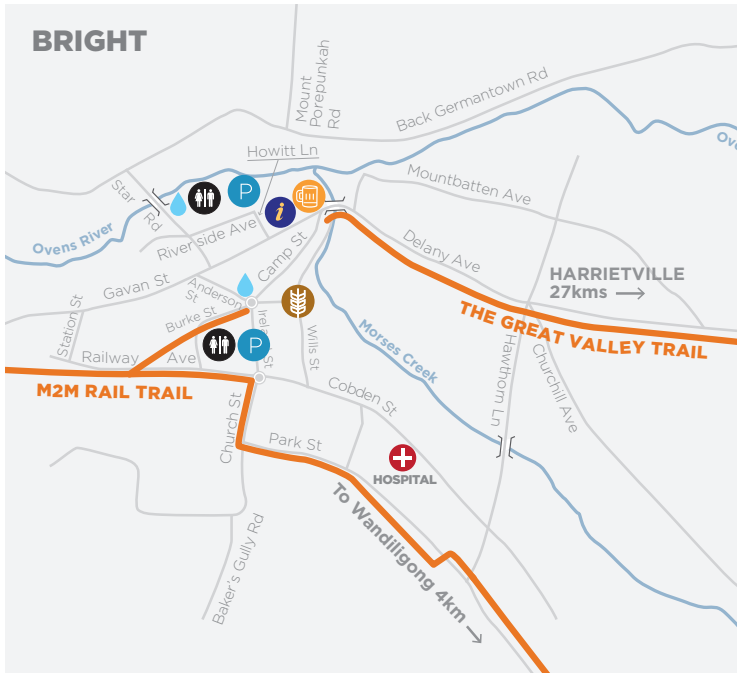 BRIGHT
Mount
Porepunkah
Rd
Back Germantown Rd
Howitt Ln
Ove
Mountbatten Ave
Star Rd
P
i
Riverside Ave
Ovens River
Camp St
Delany Ave
HARRIETVILLE
27kms
Gavan St
Anderson
St
THE GREAT VALLEY TRAIL
Burke St
Station St
Wills St
Morses Creek
P
Railway Ave
Hawthorn Ln
Churchill Ave
M2M RAIL TRAIL
Cobden St
Church St
Park St
HOSPITAL
To Wandiligong 4km
Baker's Gully Rd